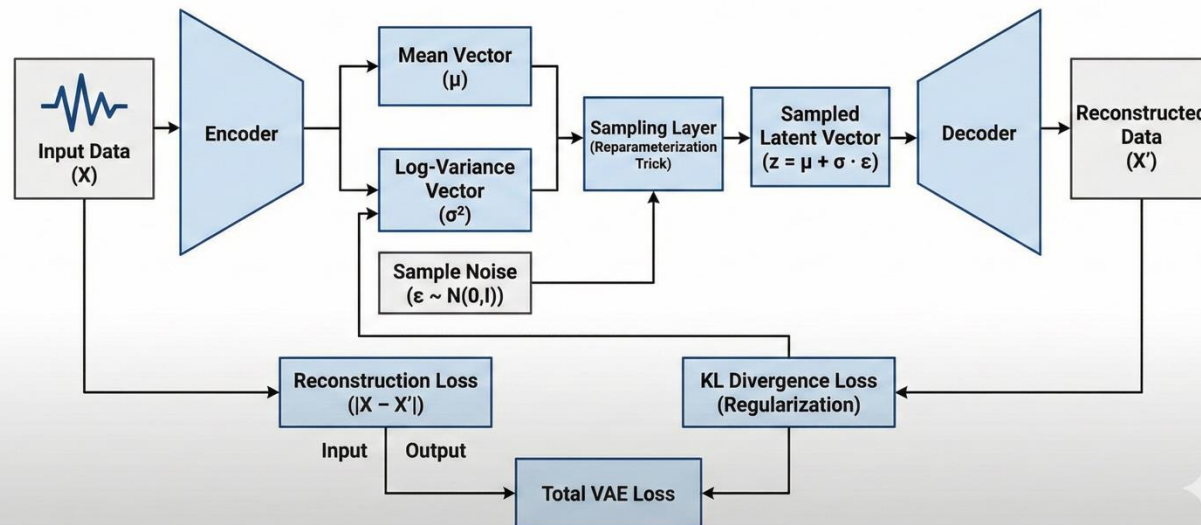 Input Data
(X)
Encoder
Mean Vector
(μ)
Log-Variance
Vector
(σ²)
Sample Noise
(ε ~ N(0,I))
Sampling Layer
(Reparameterization
Trick)
Sampled
Latent Vector
(z = μ + σ · ε)
Decoder
Reconstructed
Data
(X’)
Reconstruction Loss
(|X – X’|)
KL Divergence Loss
(Regularization)
Input Output
Total VAE Loss